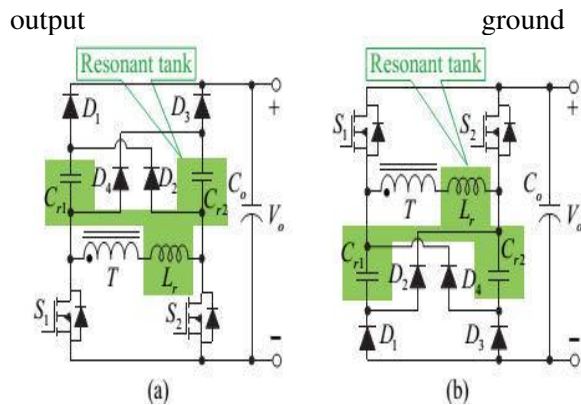 output ground
Resonant tank
D1 D3
D4 D2
Cr1 Cr2
Co
Vo
+
T Lr
S1 S2
-
(a)
Resonant tank
S1 S2
+
T Lr
Co
Vo
Cr1 Cr2
D2 D4
D1 D3
-
(b)